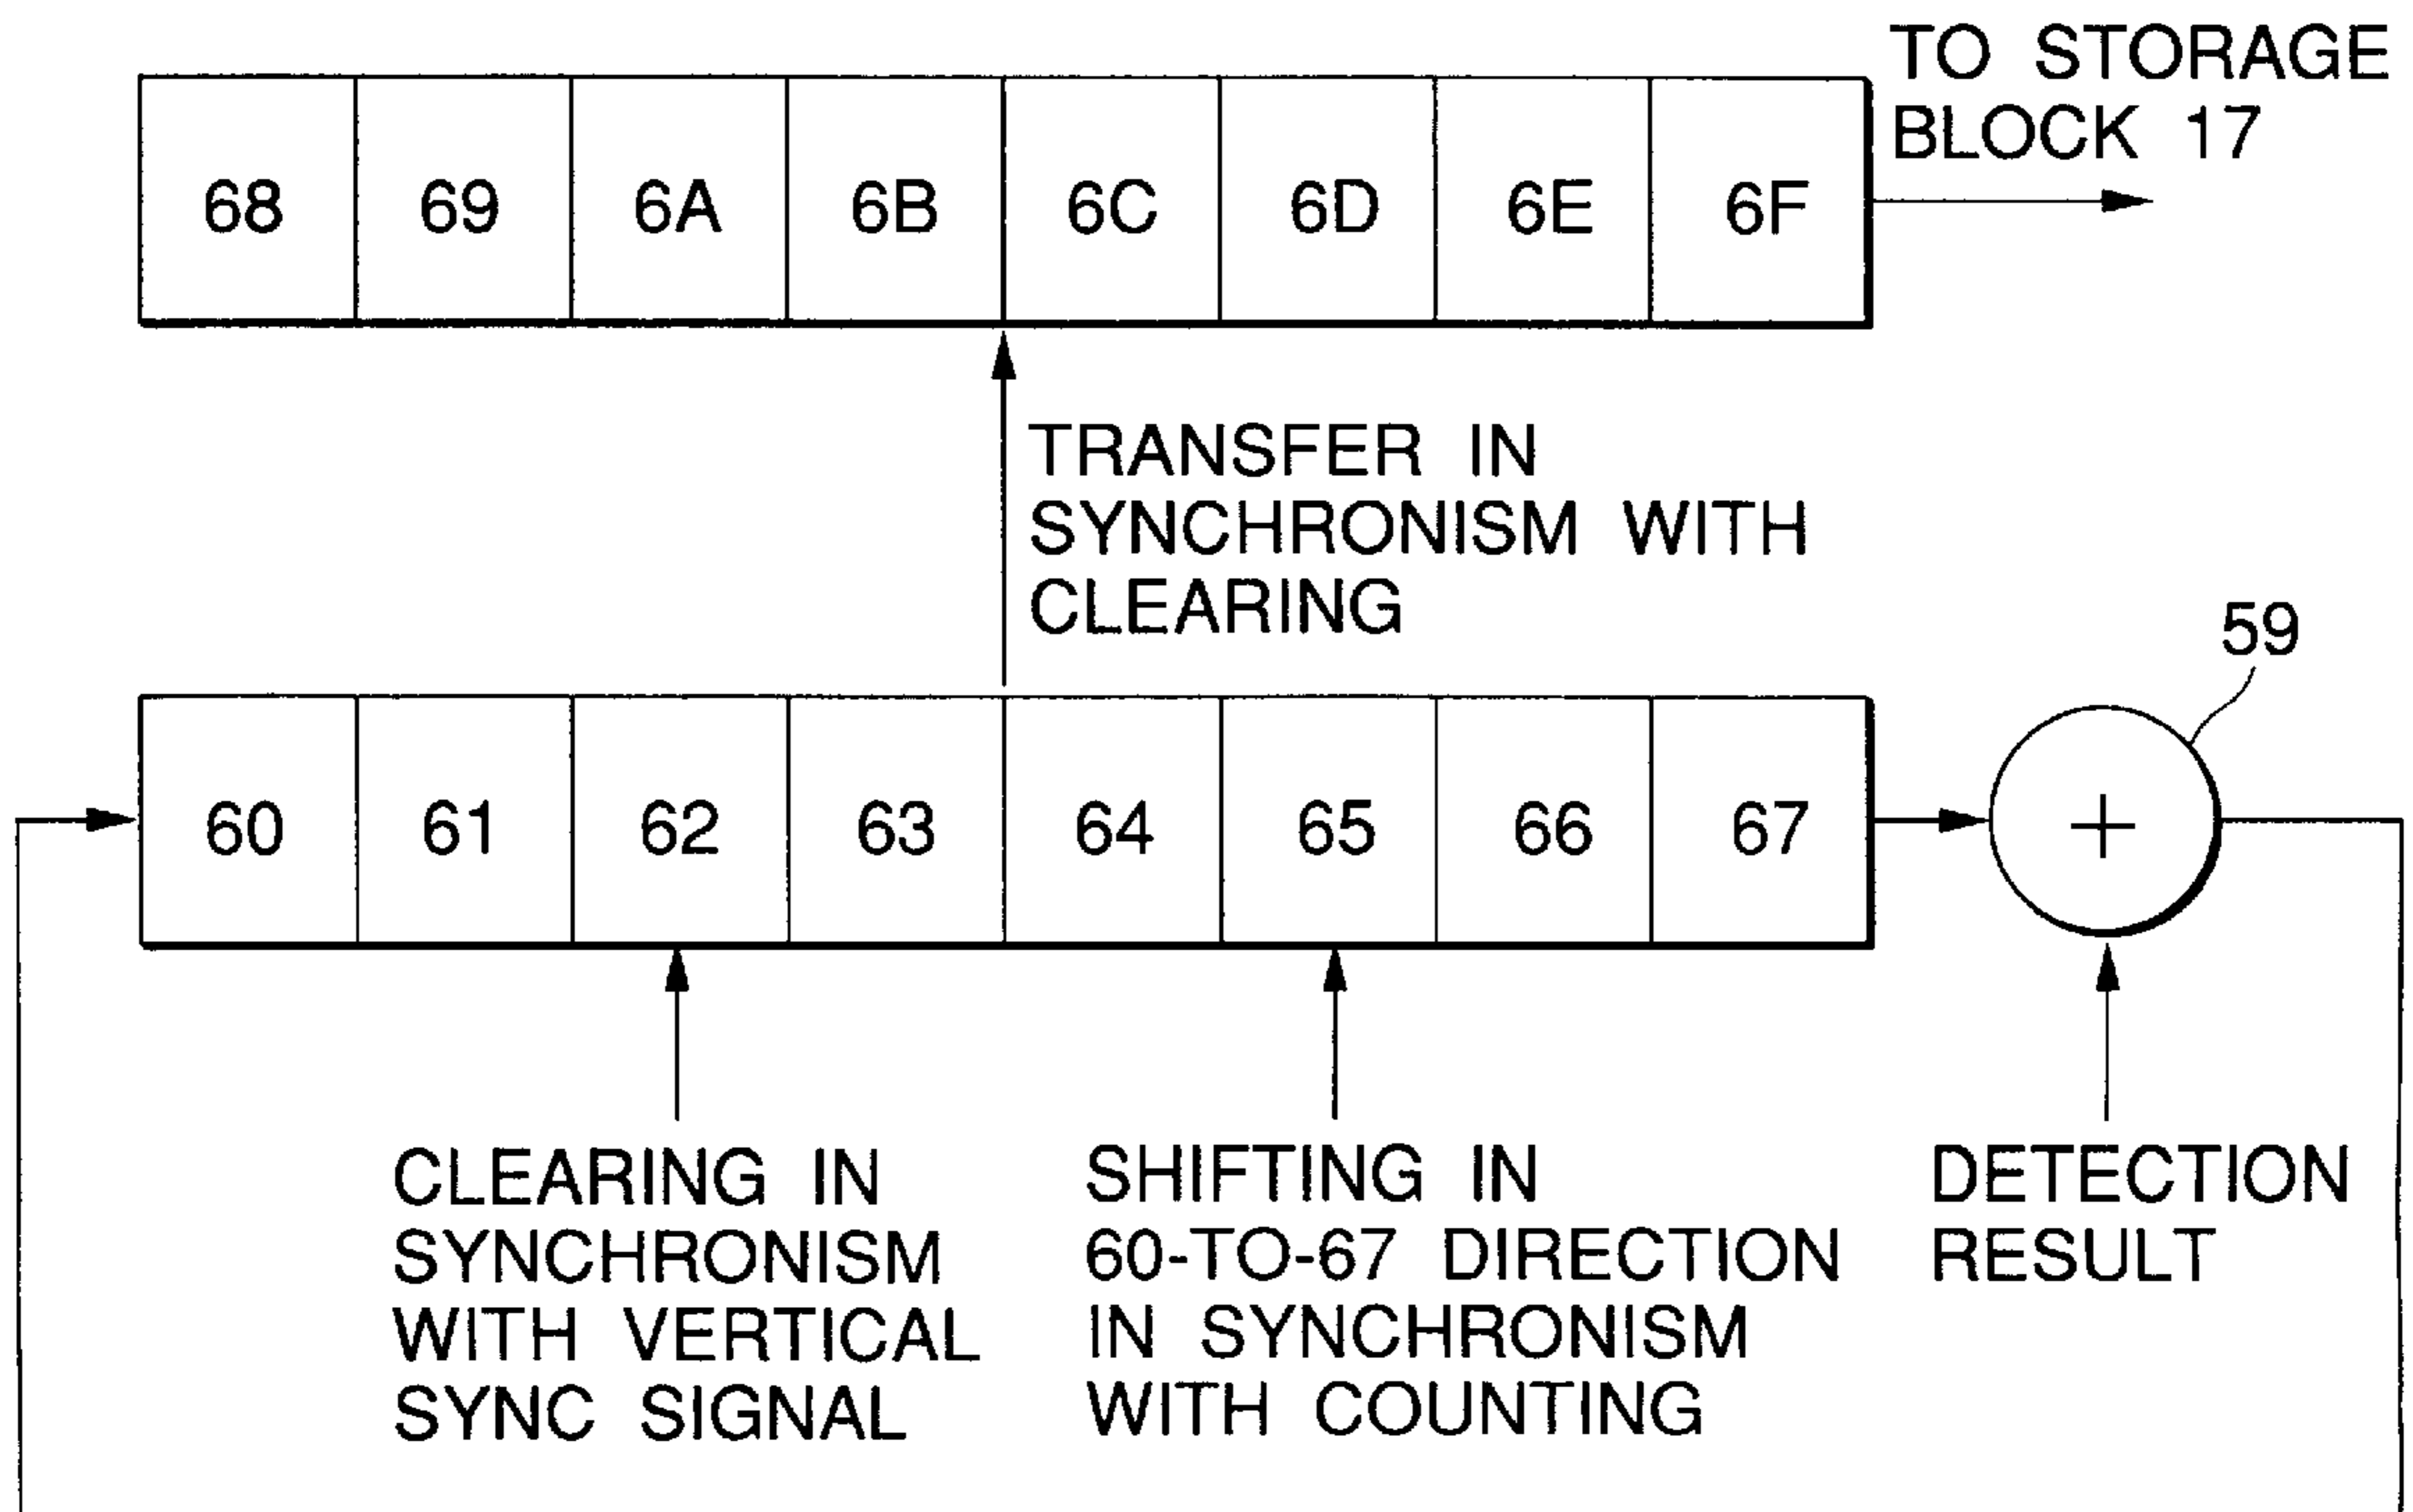 TO STORAGE
BLOCK 17
68 69 6A 6B 6C 6D 6E 6F
TRANSFER IN
SYNCHRONISM WITH
CLEARING
59
60 61 62 63 64 65 66 67 +
CLEARING IN
SYNCHRONISM
WITH VERTICAL
SYNC SIGNAL
SHIFTING IN
60-TO-67 DIRECTION
IN SYNCHRONISM
WITH COUNTING
DETECTION
RESULT